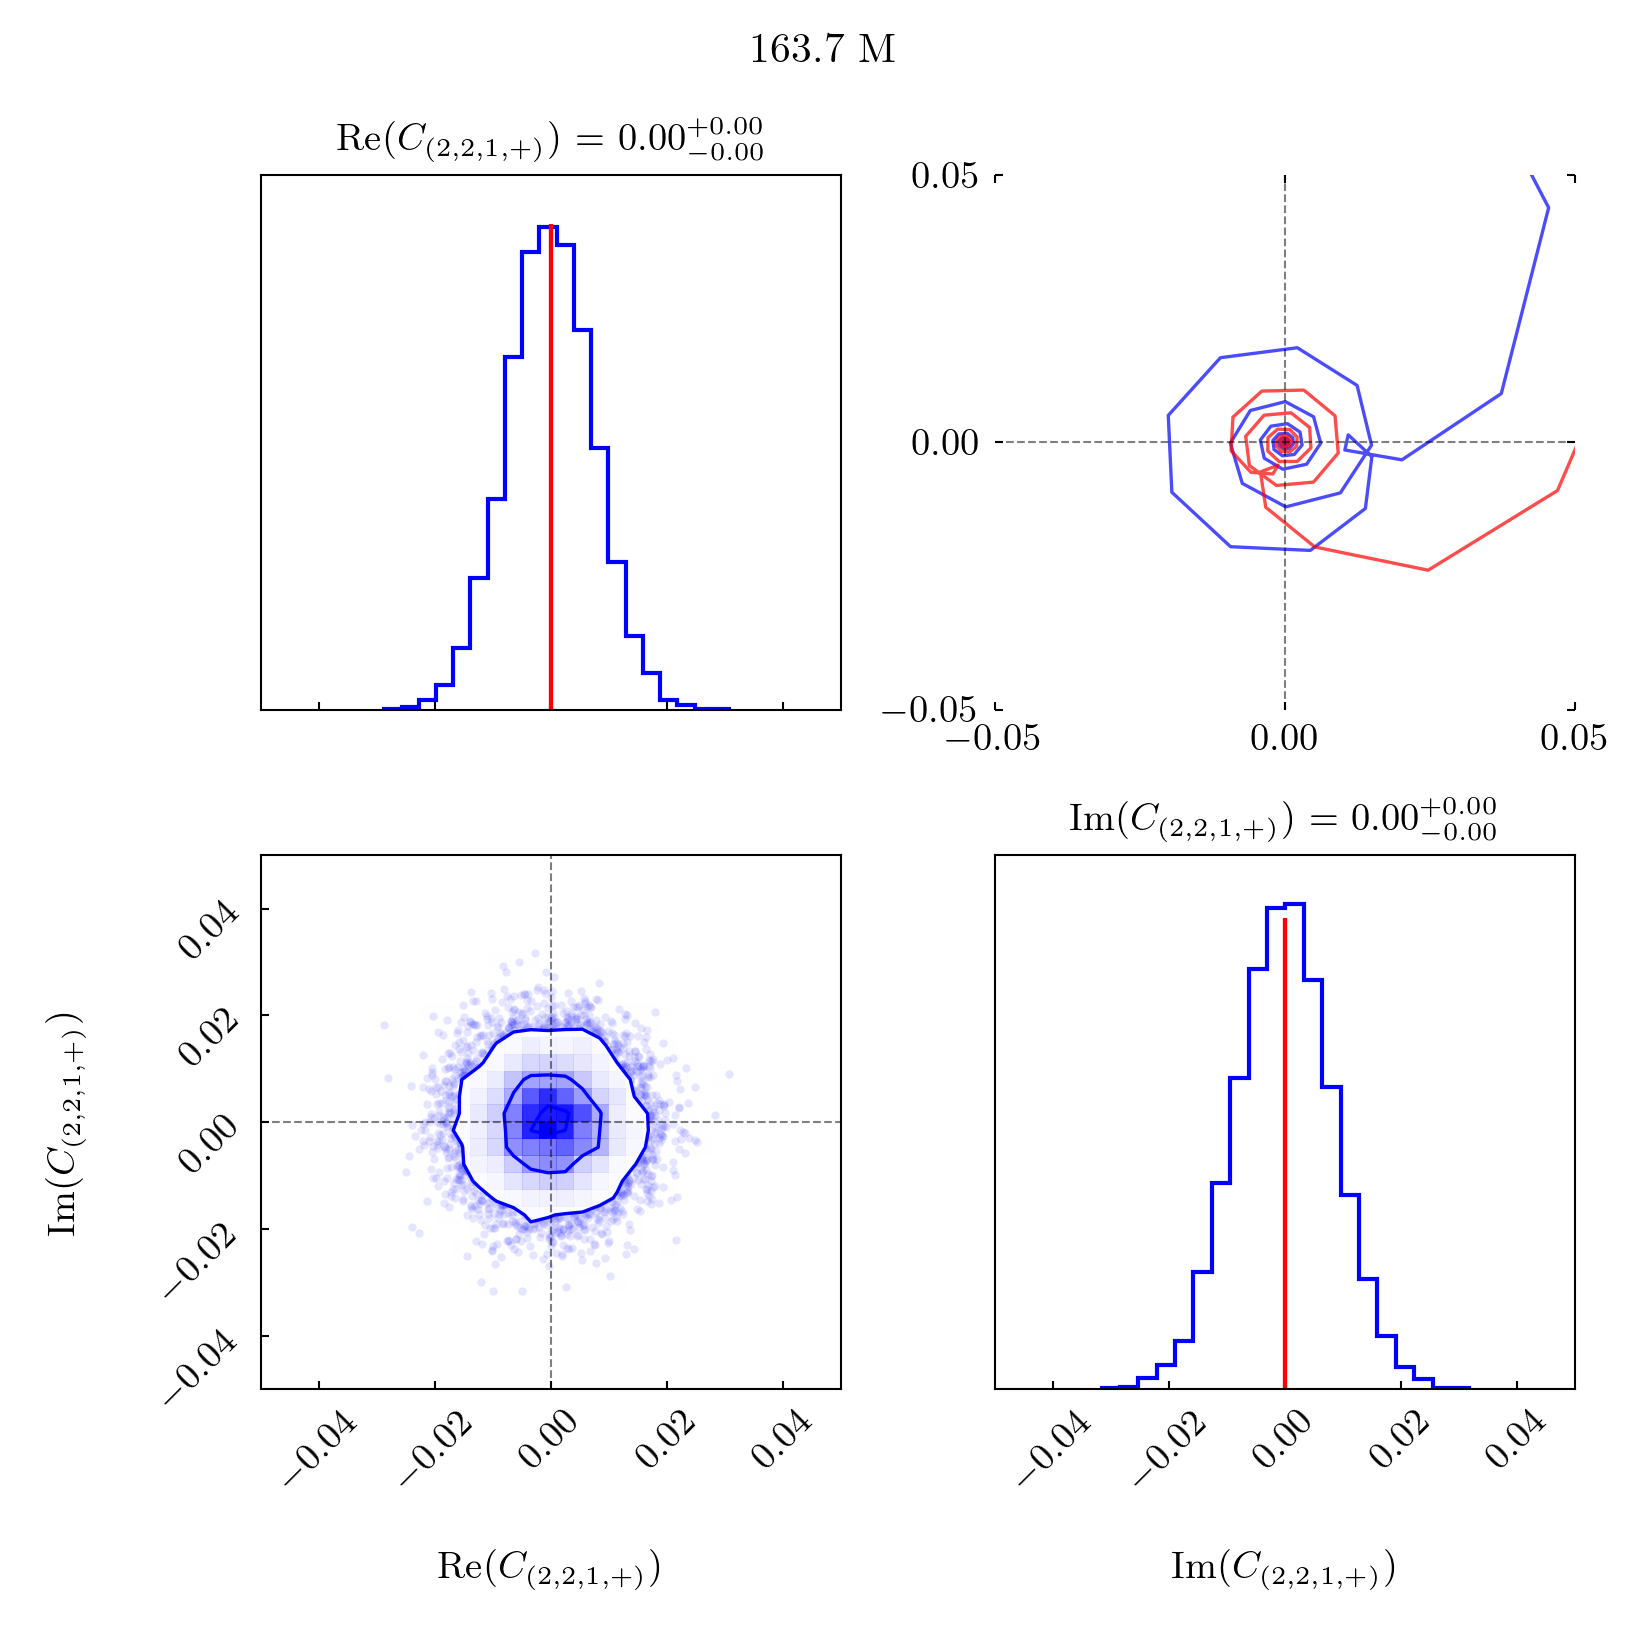 163.7 M
Re(C₍₂,₂,₁,₊₎) = 0.00⁺⁰·⁰⁰₋₀.₀₀
0.05
0.00
−0.05
−0.05 0.00 0.05
Im(C₍₂,₂,₁,₊₎) = 0.00⁺⁰·⁰⁰₋₀.₀₀
Im(C₍₂,₂,₁,₊₎)
0.04
0.02
0.00
−0.02
−0.04
−0.04 −0.02 0.00 0.02 0.04
−0.04 −0.02 0.00 0.02 0.04
Re(C₍₂,₂,₁,₊₎)
Im(C₍₂,₂,₁,₊₎)